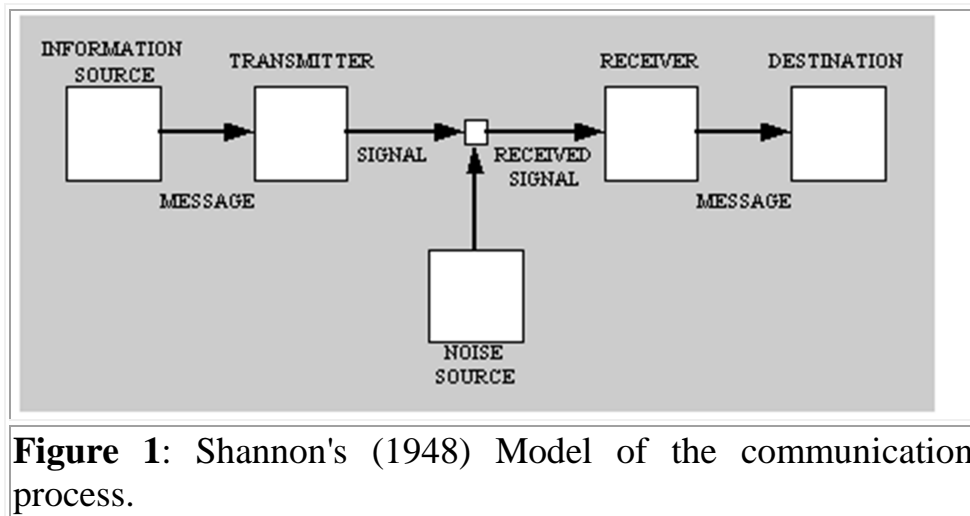 INFORMATION
SOURCE
TRANSMITTER
RECEIVER
DESTINATION
SIGNAL
RECEIVED
SIGNAL
MESSAGE
MESSAGE
NOISE
SOURCE
Figure 1: Shannon's (1948) Model of the communication
process.